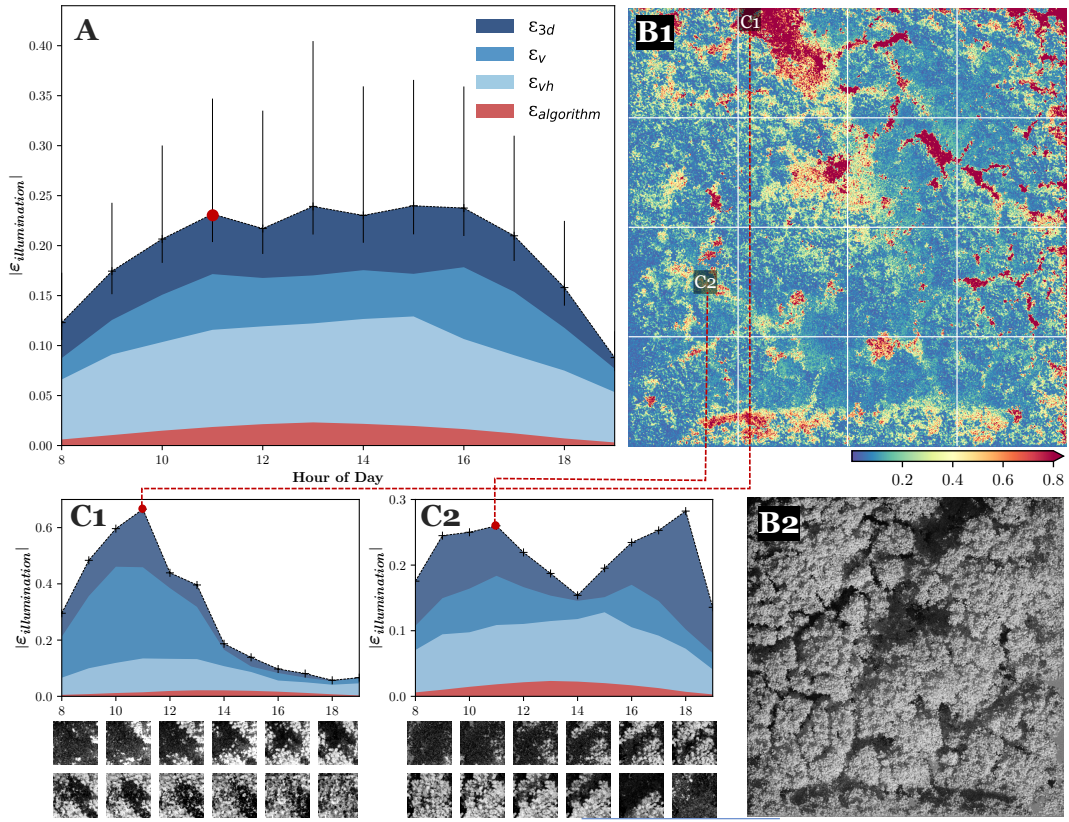 A
ε3d
εv
εvh
εalgorithm
0.40
0.35
0.30
0.25
0.20
0.15
0.10
0.05
0.00
|εillumination|
8
10
12
14
16
18
Hour of Day
B1
C1
C2
0.2
0.4
0.6
0.8
C1
0.6
0.4
0.2
0.0
|εillumination|
8
10
12
14
16
18
C2
0.3
0.2
0.1
0.0
|εillumination|
8
10
12
14
16
18
B2